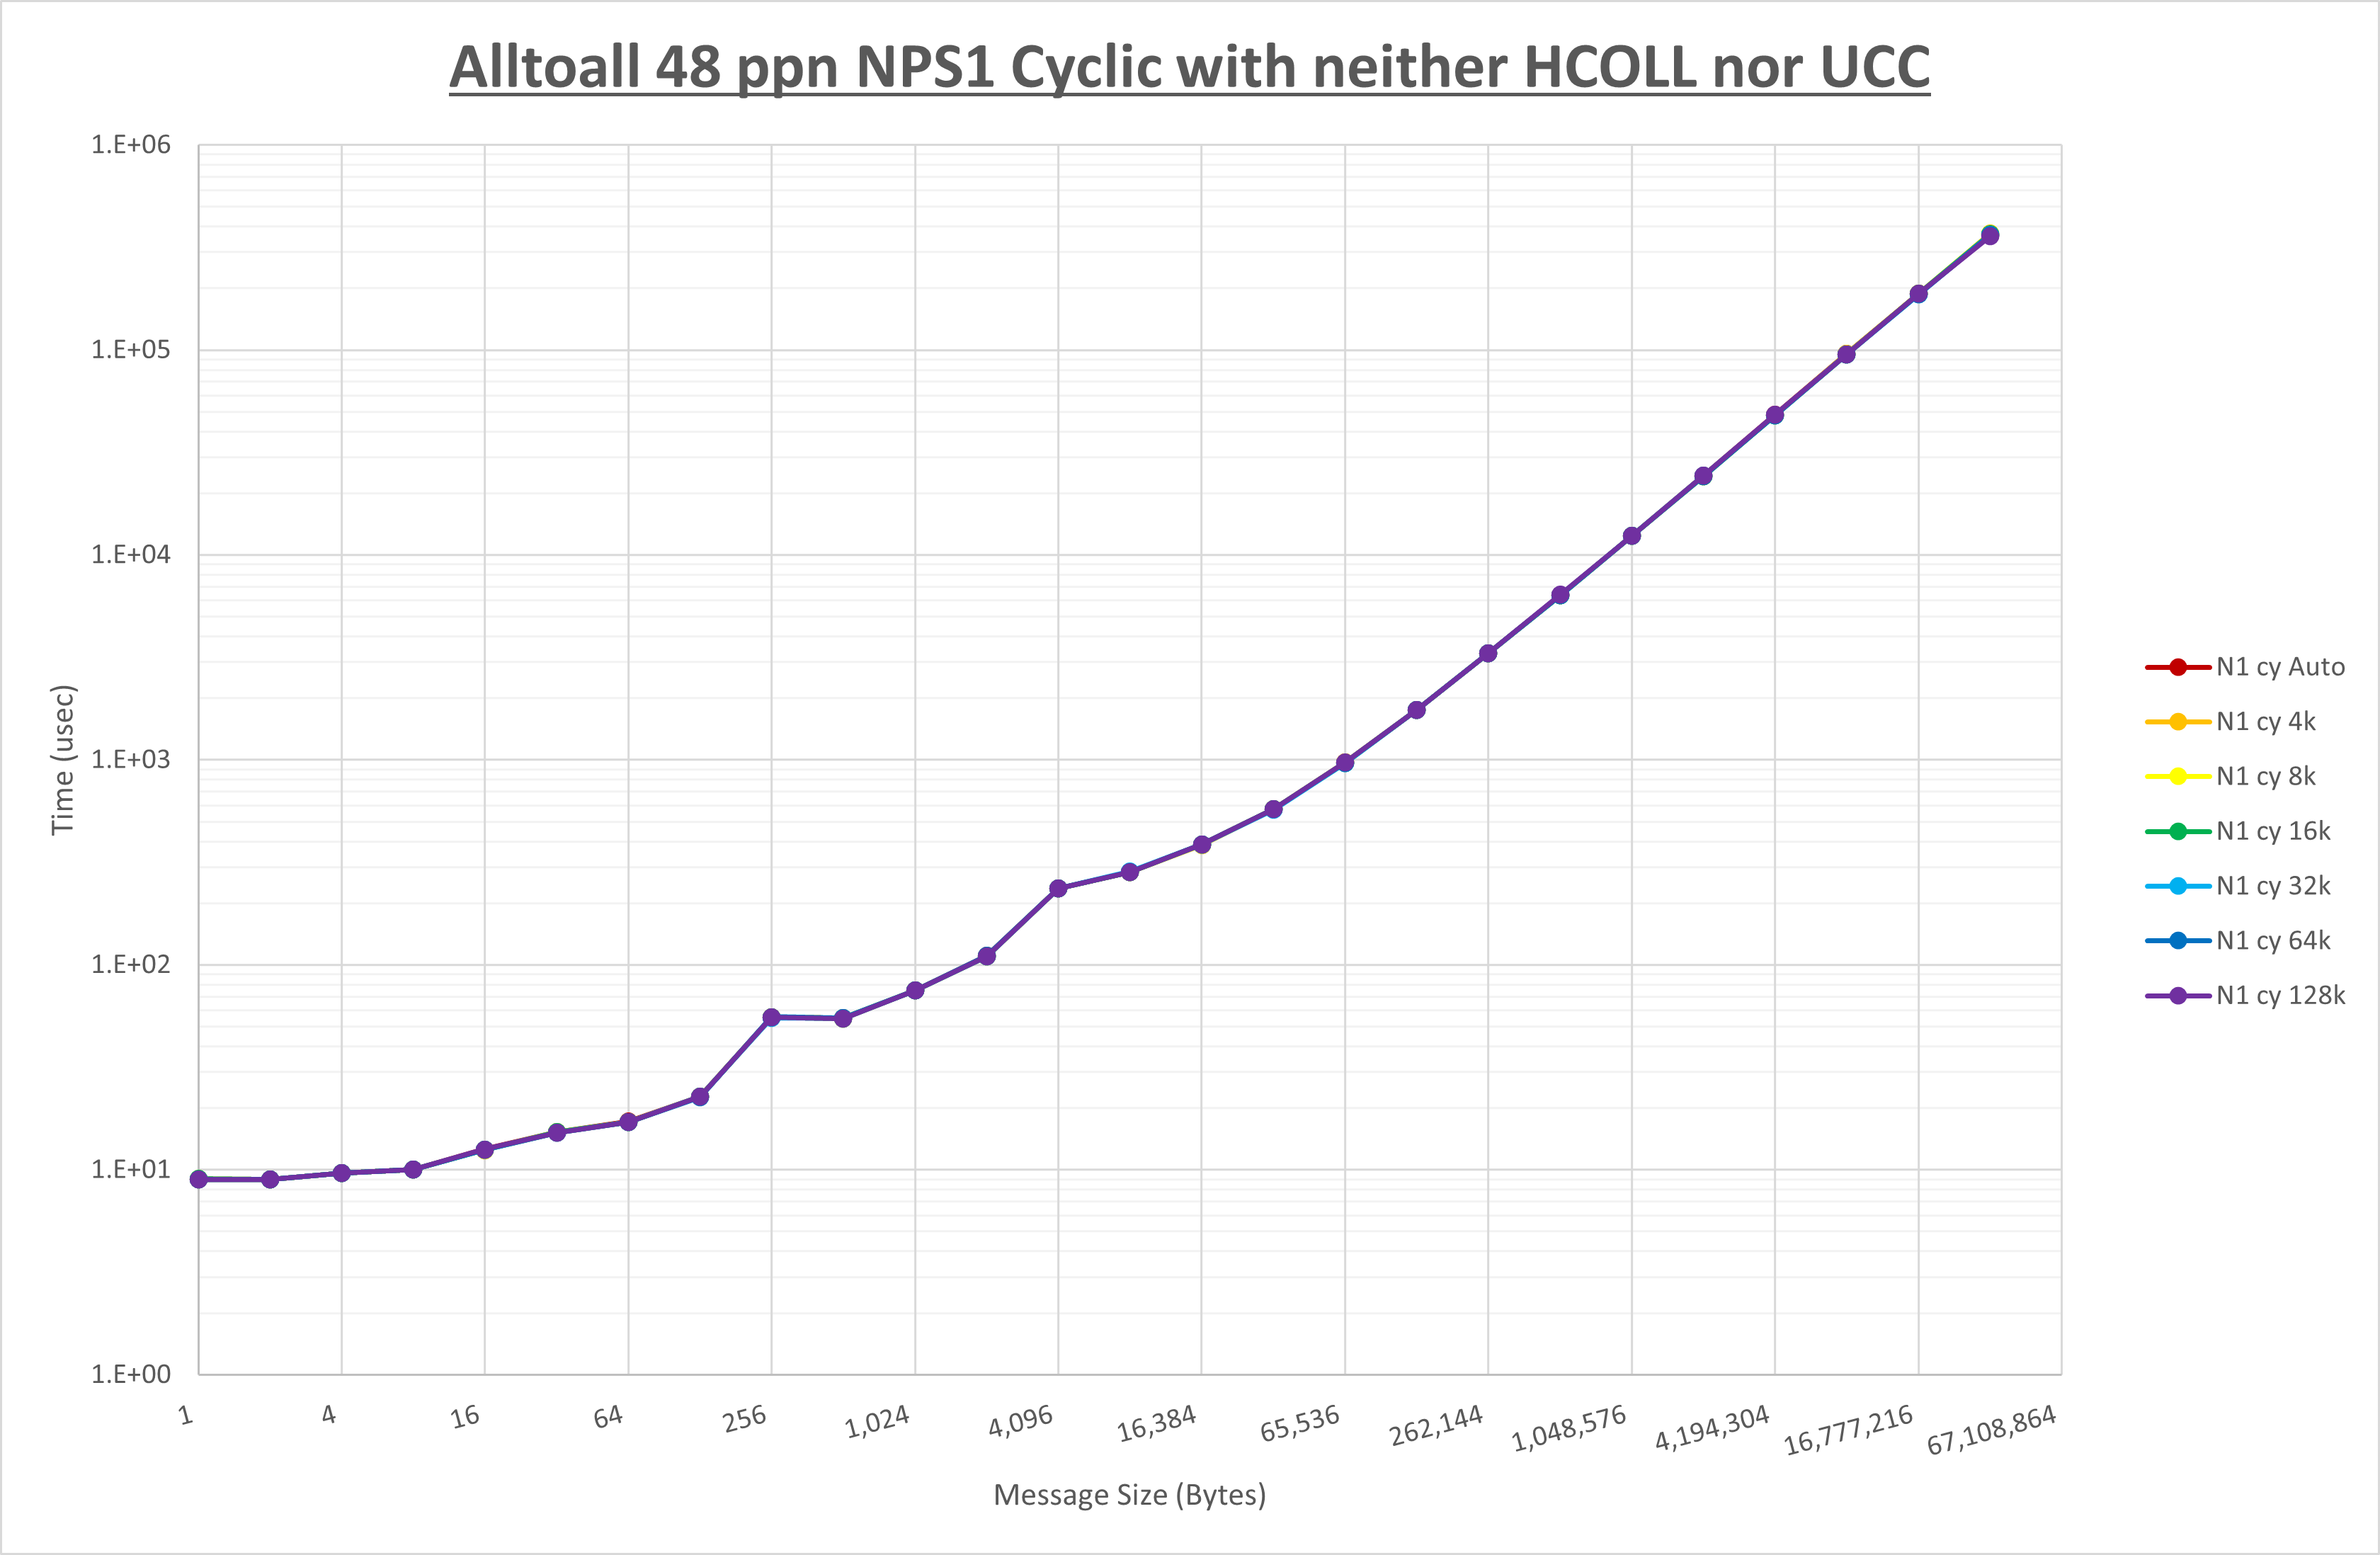 Alltoall 48 ppn NPS1 Cyclic with neither HCOLL nor UCC
1.E+06
1.E+05
1.E+04
1.E+03
1.E+02
1.E+01
1.E+00
Time (usec)
1
4
16
64
256
1,024
4,096
16,384
65,536
262,144
1,048,576
4,194,304
16,777,216
67,108,864
Message Size (Bytes)
N1 cy Auto
N1 cy 4k
N1 cy 8k
N1 cy 16k
N1 cy 32k
N1 cy 64k
N1 cy 128k